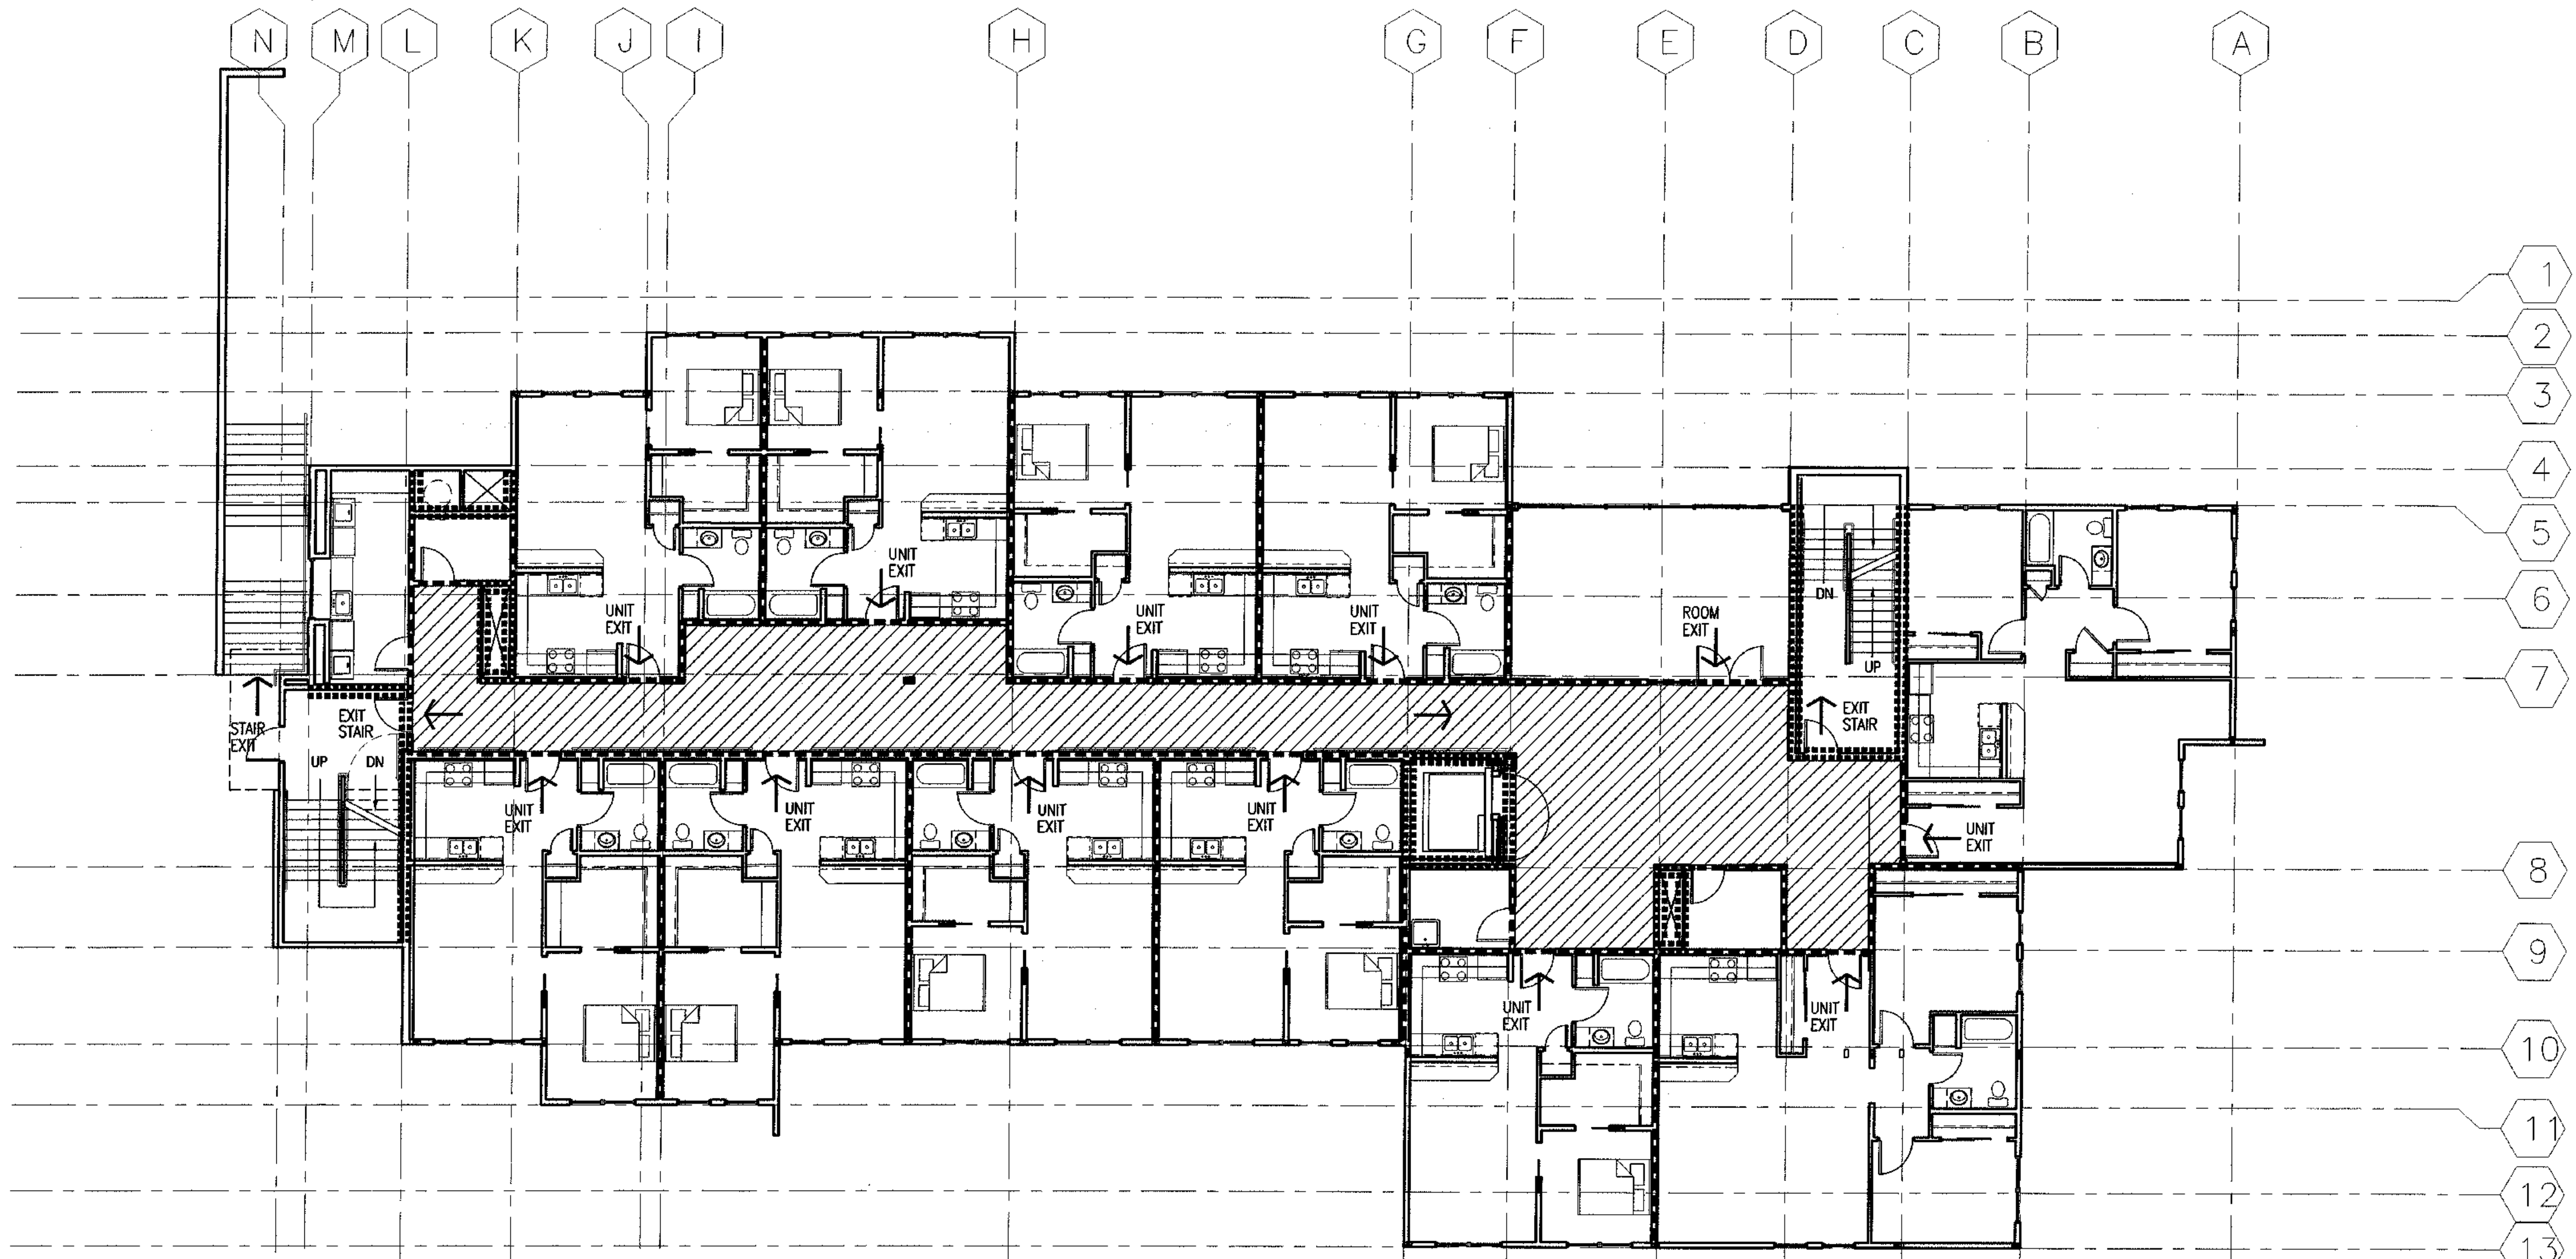 N M L K J I H G F E D C B A
1
2
3
4
5
6
7
8
9
10
11
12
13
UNIT
EXIT
UNIT
EXIT
UNIT
EXIT
UNIT
EXIT
ROOM
EXIT
DN
UP
EXIT
STAIR
STAIR
EXIT
EXIT
STAIR
UP DN
UNIT
EXIT
UNIT
EXIT
UNIT
EXIT
UNIT
EXIT
UNIT
EXIT
UNIT
EXIT
UNIT
EXIT